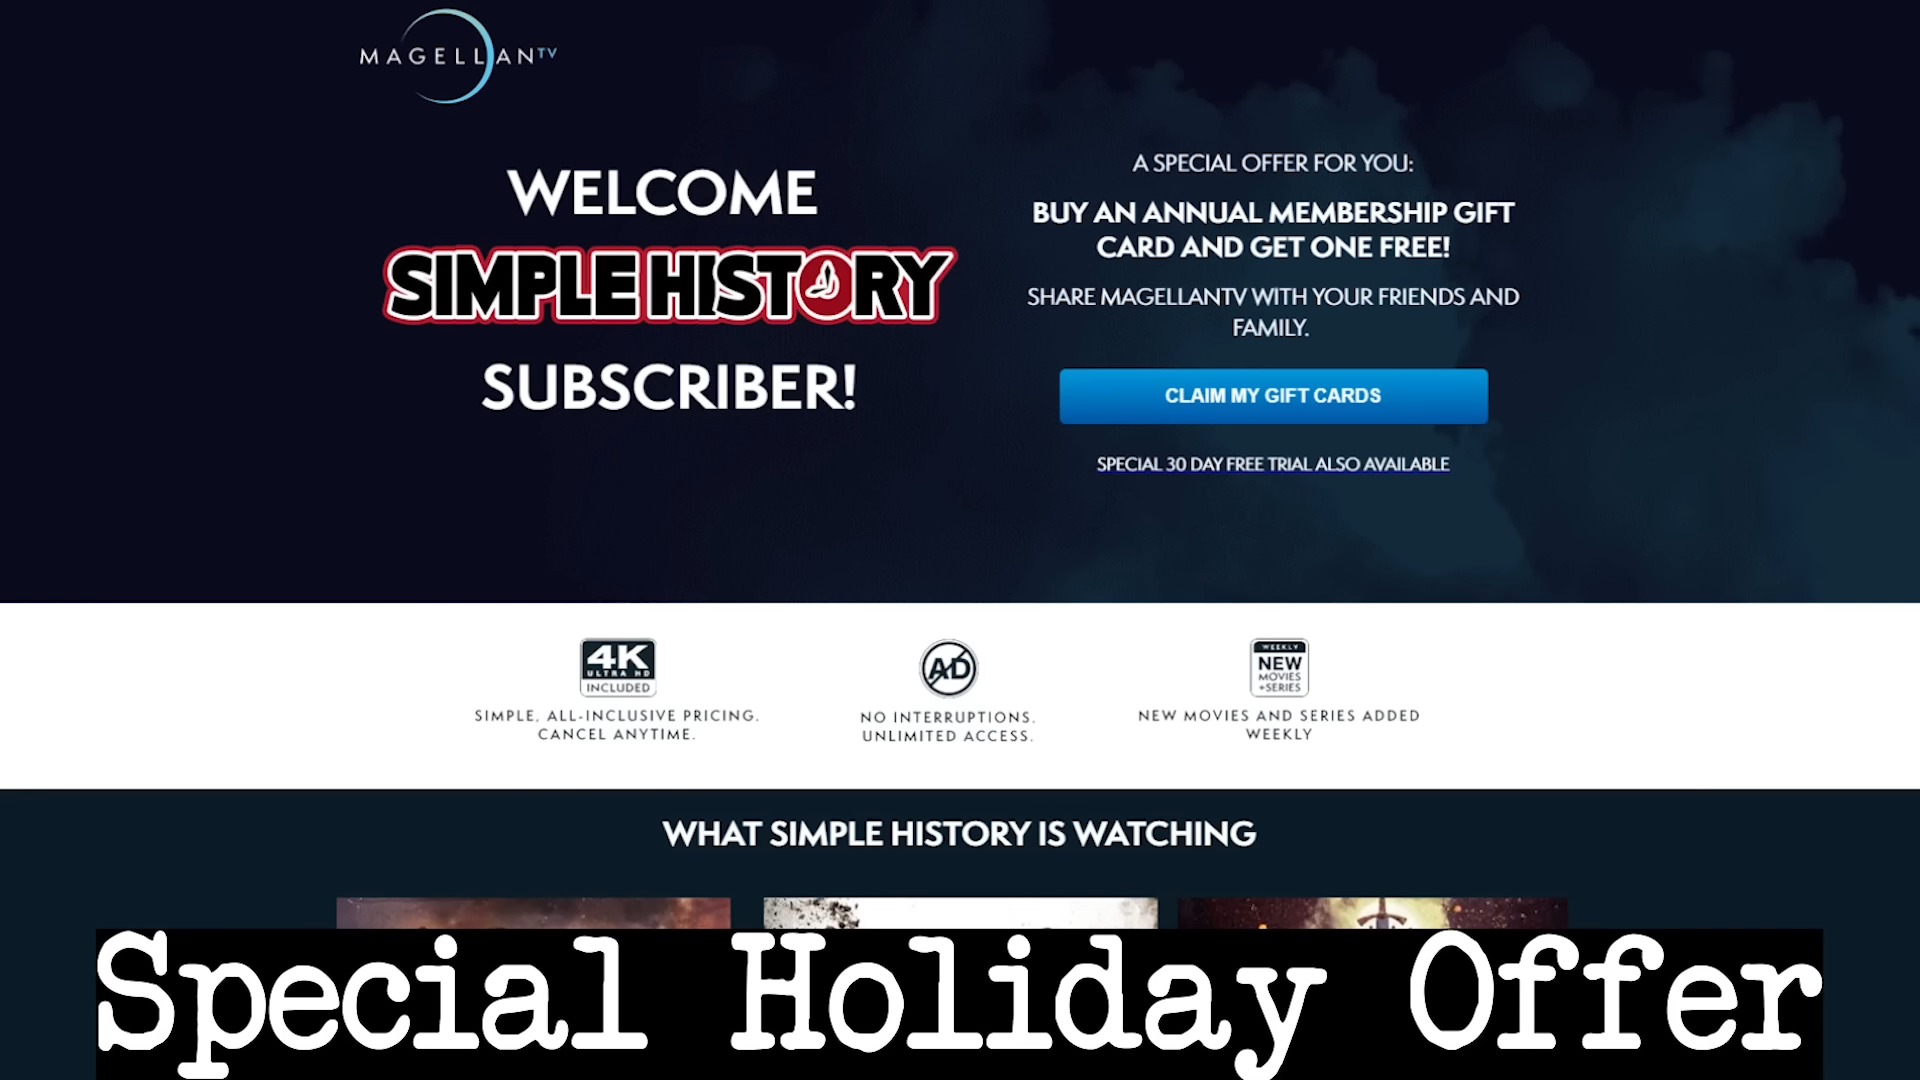 MAGELLANTV
WELCOME
SIMPLE HISTORY
SUBSCRIBER!
A SPECIAL OFFER FOR YOU:
BUY AN ANNUAL MEMBERSHIP GIFT
CARD AND GET ONE FREE!
SHARE MAGELLANTV WITH YOUR FRIENDS AND
FAMILY.
CLAIM MY GIFT CARDS
SPECIAL 30 DAY FREE TRIAL ALSO AVAILABLE
4K
ULTRA HD
INCLUDED
SIMPLE, ALL-INCLUSIVE PRICING.
CANCEL ANYTIME.
AD
NO INTERRUPTIONS.
UNLIMITED ACCESS.
WEEKLY
NEW
MOVIES
+SERIES
NEW MOVIES AND SERIES ADDED
WEEKLY
WHAT SIMPLE HISTORY IS WATCHING
Special Holiday Offer